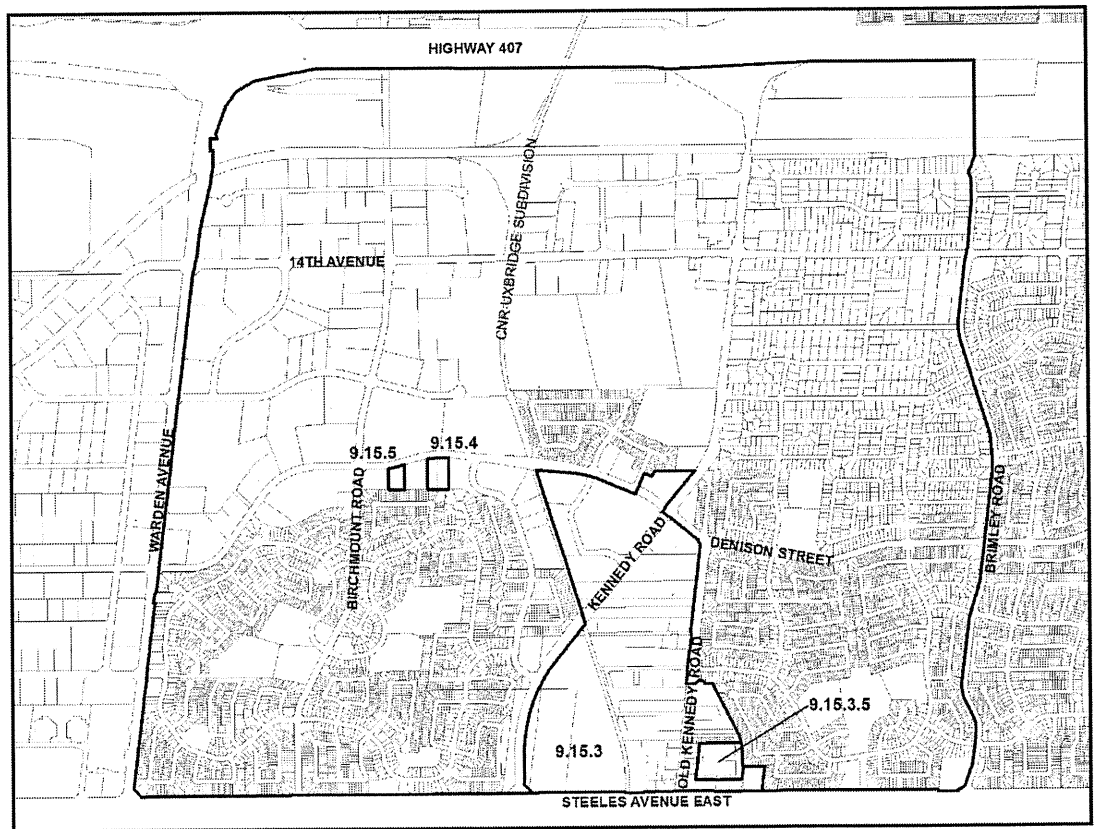 HIGHWAY 407
CNR-UXBRIDGE SUBDIVISION
14TH AVENUE
9.15.5
9.15.4
WARDEN AVENUE
BIRCHMOUNT ROAD
KENNEDY ROAD
DENISON STREET
BRIMLEY ROAD
OLD KENNEDY ROAD
9.15.3.5
9.15.3
STEELES AVENUE EAST